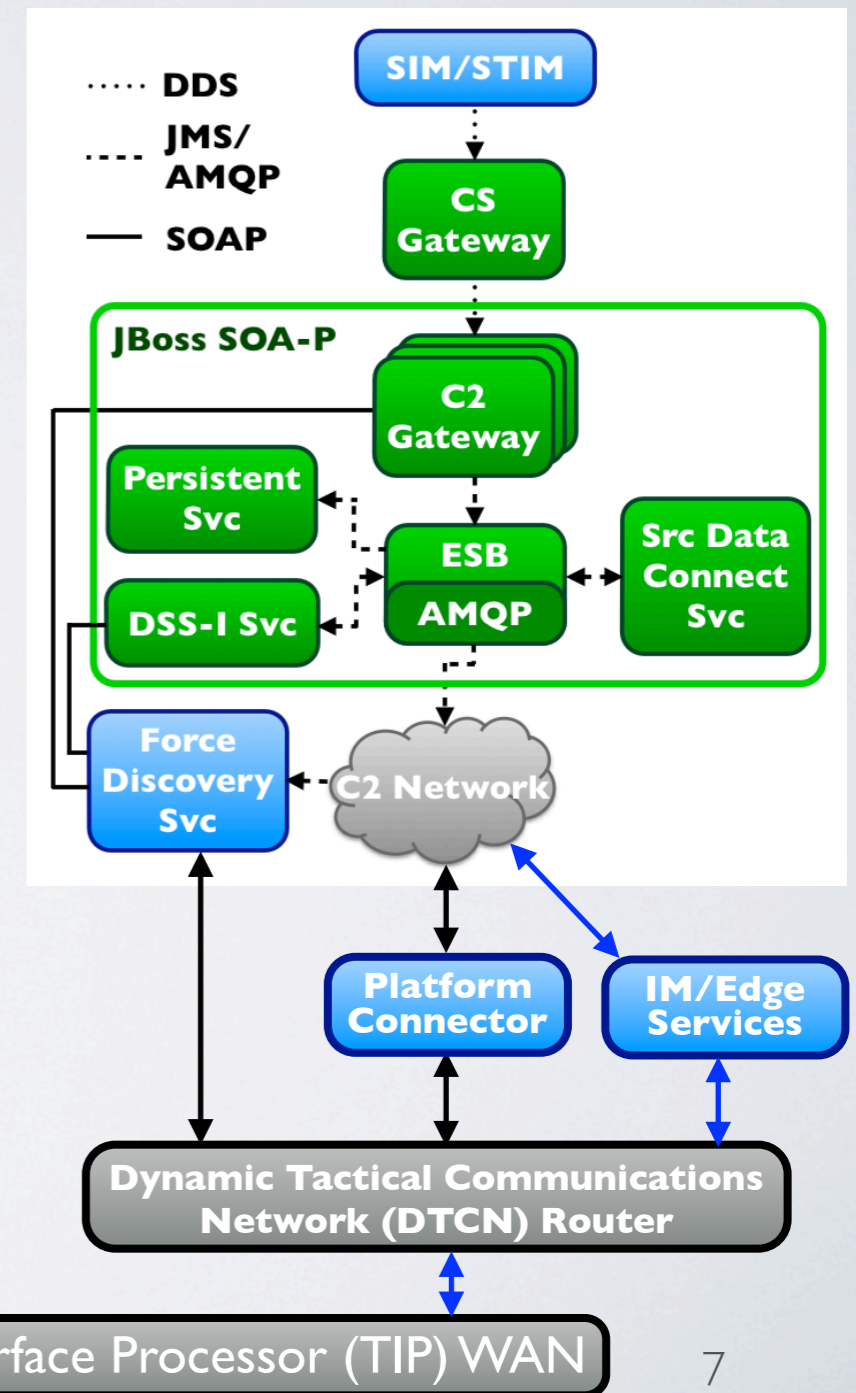 DDS
JMS/
AMQP
SOAP
SIM/STIM
CS
Gateway
JBoss SOA-P
C2
Gateway
Persistent
Svc
ESB
AMQP
Src Data
Connect
Svc
DSS-I Svc
Force
Discovery
Svc
C2 Network
Platform
Connector
IM/Edge
Services
Dynamic Tactical Communications
Network (DTCN) Router
rface Processor (TIP) WAN
7